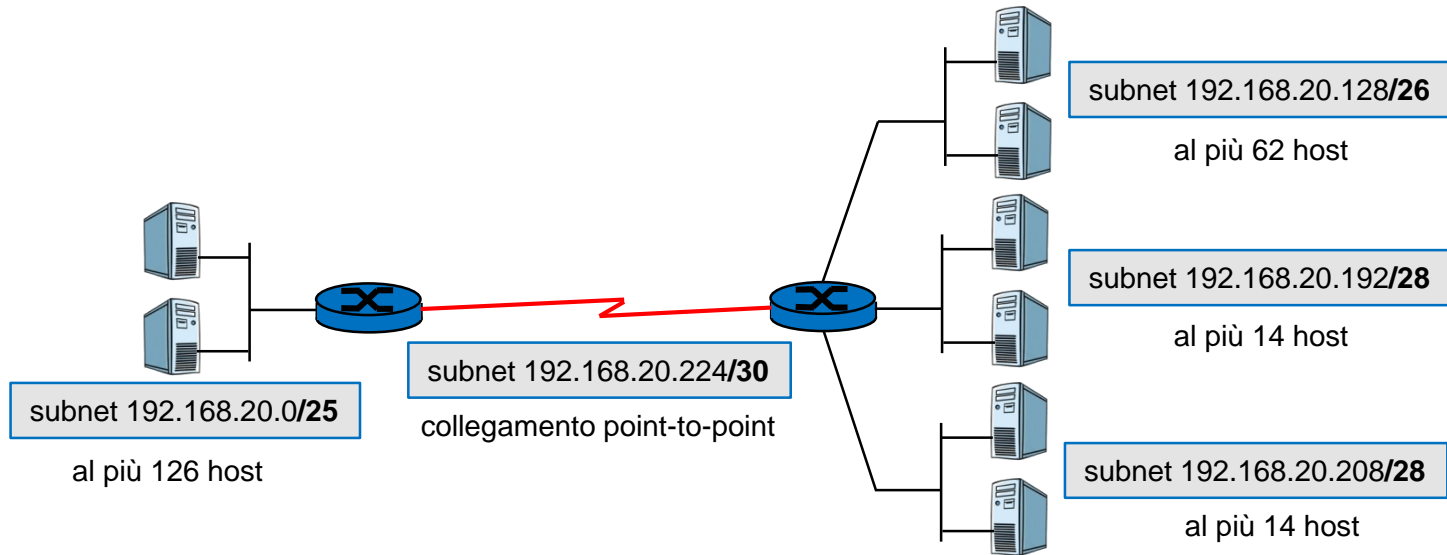 subnet 192.168.20.128/26
al più 62 host
subnet 192.168.20.192/28
al più 14 host
subnet 192.168.20.224/30
collegamento point-to-point
subnet 192.168.20.0/25
al più 126 host
subnet 192.168.20.208/28
al più 14 host